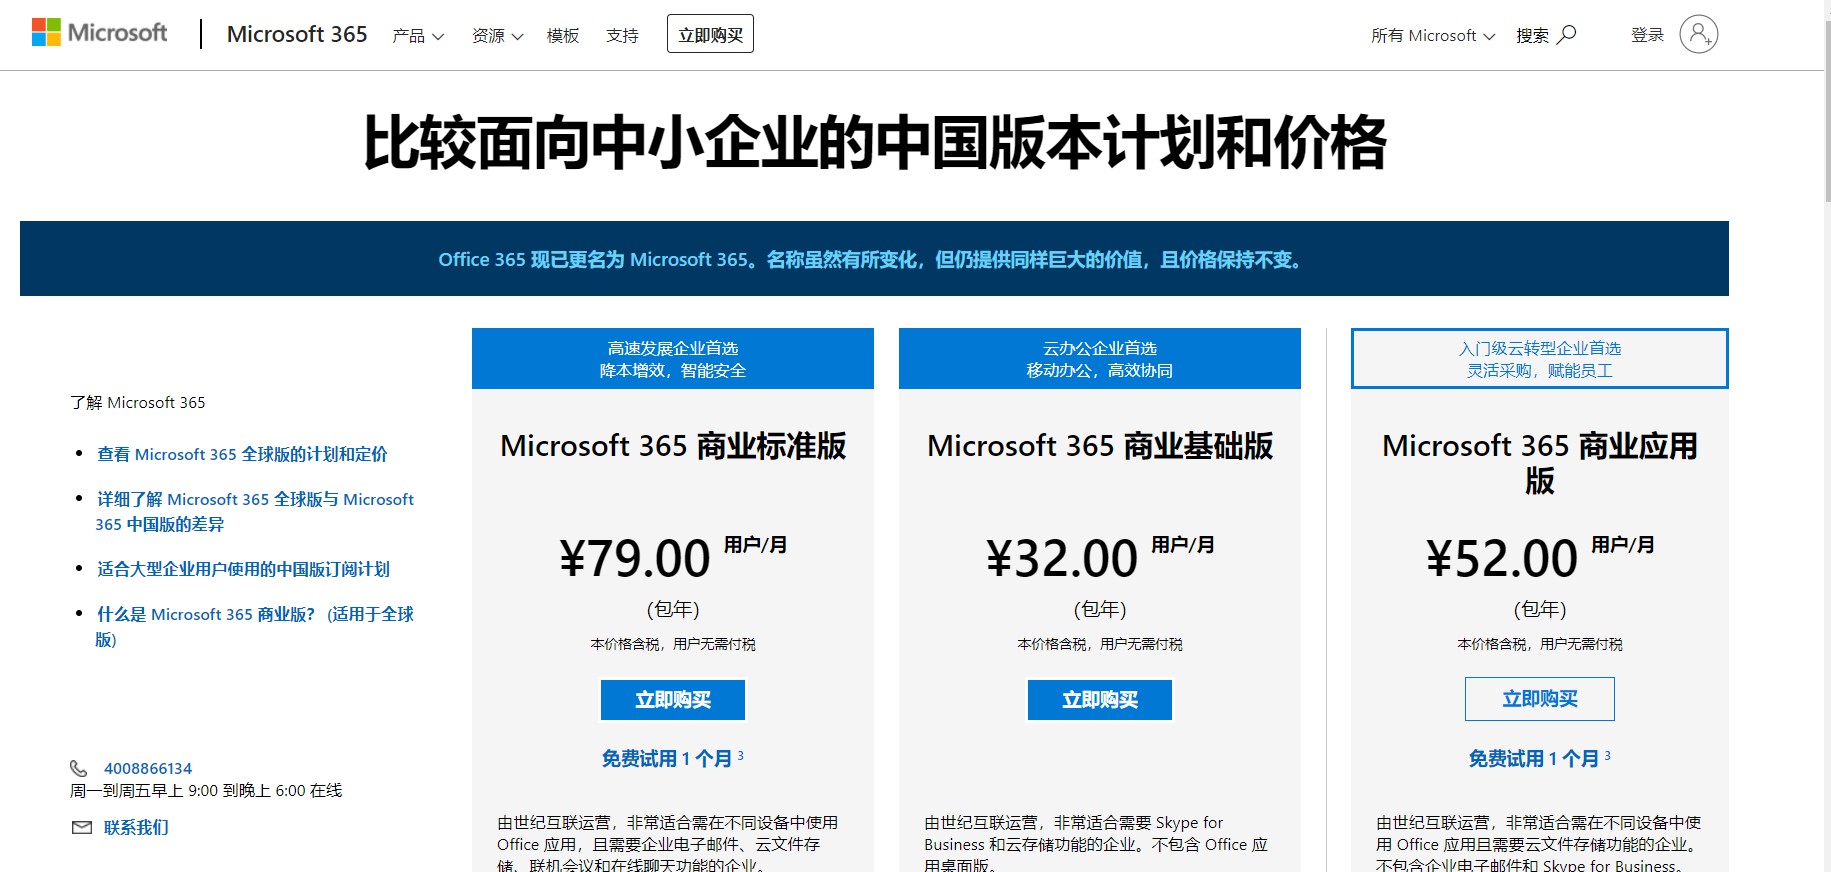 Microsoft
Microsoft 365
产品
资源
模板
支持
立即购买
所有 Microsoft
搜索
登录
比较面向中小企业的中国版本计划和价格
Office 365 现已更名为 Microsoft 365。名称虽然有所变化，但仍提供同样巨大的价值，且价格保持不变。
了解 Microsoft 365
查看 Microsoft 365 全球版的计划和定价
详细了解 Microsoft 365 全球版与 Microsoft
365 中国版的差异
适合大型企业用户使用的中国版订阅计划
什么是 Microsoft 365 商业版？ (适用于全球
版)
4008866134
周一到周五早上 9:00 到晚上 6:00 在线
联系我们
高速发展企业首选
降本增效，智能安全
Microsoft 365 商业标准版
¥79.00 用户/月
(包年)
本价格含税，用户无需付税
立即购买
免费试用 1 个月 3
由世纪互联运营，非常适合需在不同设备中使用
Office 应用，且需要企业电子邮件、云文件存
储、联机会议和在线聊天功能的企业。
云办公企业首选
移动办公，高效协同
Microsoft 365 商业基础版
¥32.00 用户/月
(包年)
本价格含税，用户无需付税
立即购买
由世纪互联运营，非常适合需要 Skype for
Business 和云存储功能的企业。不包含 Office 应
用桌面版。
入门级云转型企业首选
灵活采购，赋能员工
Microsoft 365 商业应用
版
¥52.00 用户/月
(包年)
本价格含税，用户无需付税
立即购买
免费试用 1 个月 3
由世纪互联运营，非常适合需在不同设备中使
用 Office 应用且需要云文件存储功能的企业。
不包含企业电子邮件和 Skype for Business。